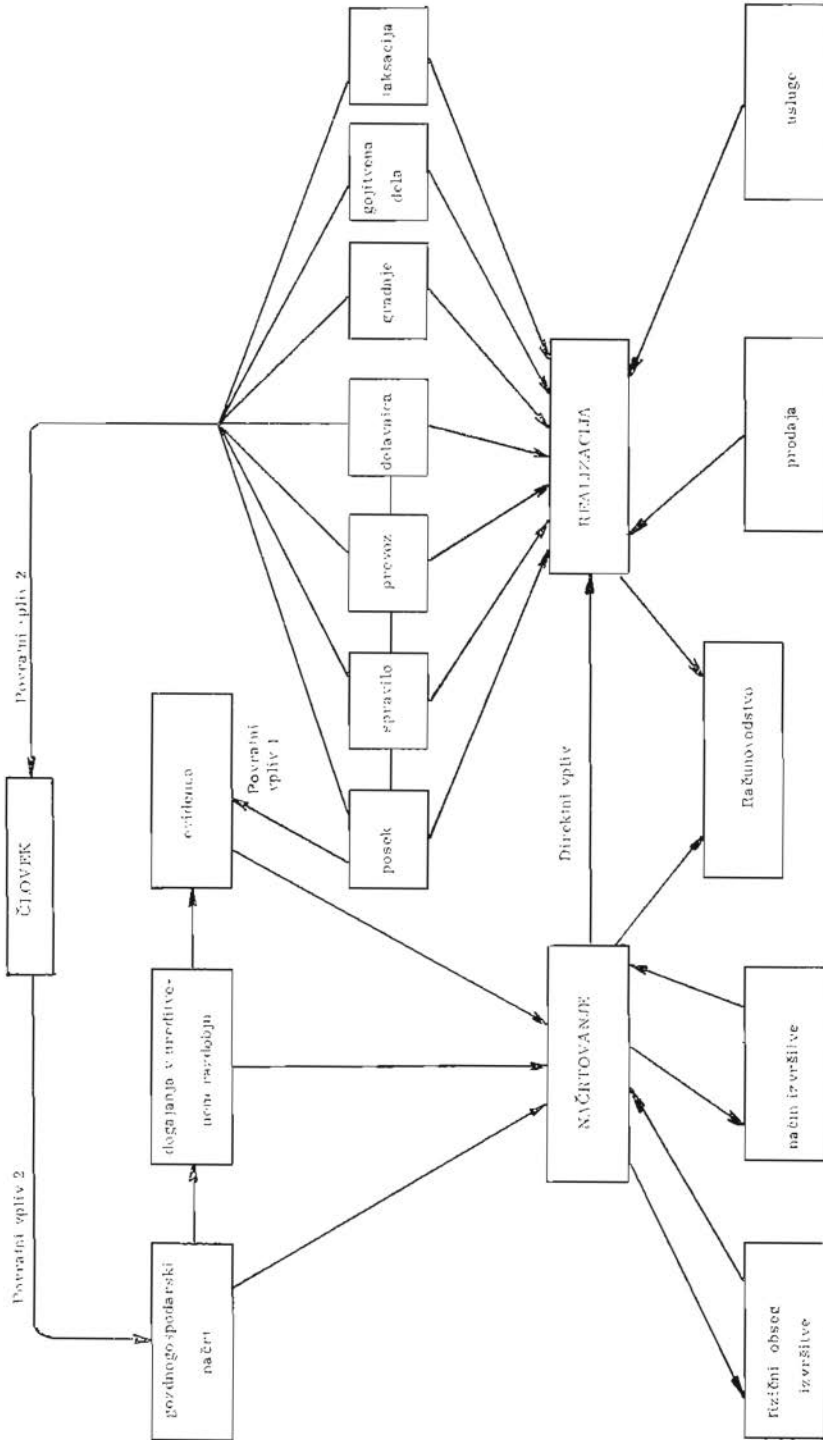 Povratni vpliv 2
ČLOVEK
Povratni vpliv 2
gozdnogospodarski
načrt
dogajanja v ureditve-
nem razdobju
evidenca
Povratni
vpliv 1
posek
spravilo
prevoz
delavnica
gradnje
gojitvena
dela
taksacija
NAČRTOVANJE
Direktni vpliv
REALIZACIJA
fizični obseg
izvršitve
način izvršitve
Računovodstvo
prodaja
usluge